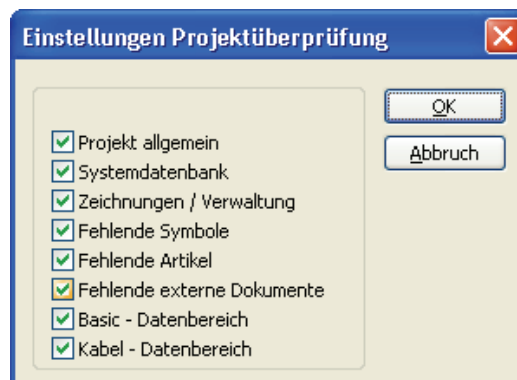 Einstellungen Projektüberprüfung
OK
Abbruch
Projekt allgemein
Systemdatenbank
Zeichnungen / Verwaltung
Fehlende Symbole
Fehlende Artikel
Fehlende externe Dokumente
Basic - Datenbereich
Kabel - Datenbereich